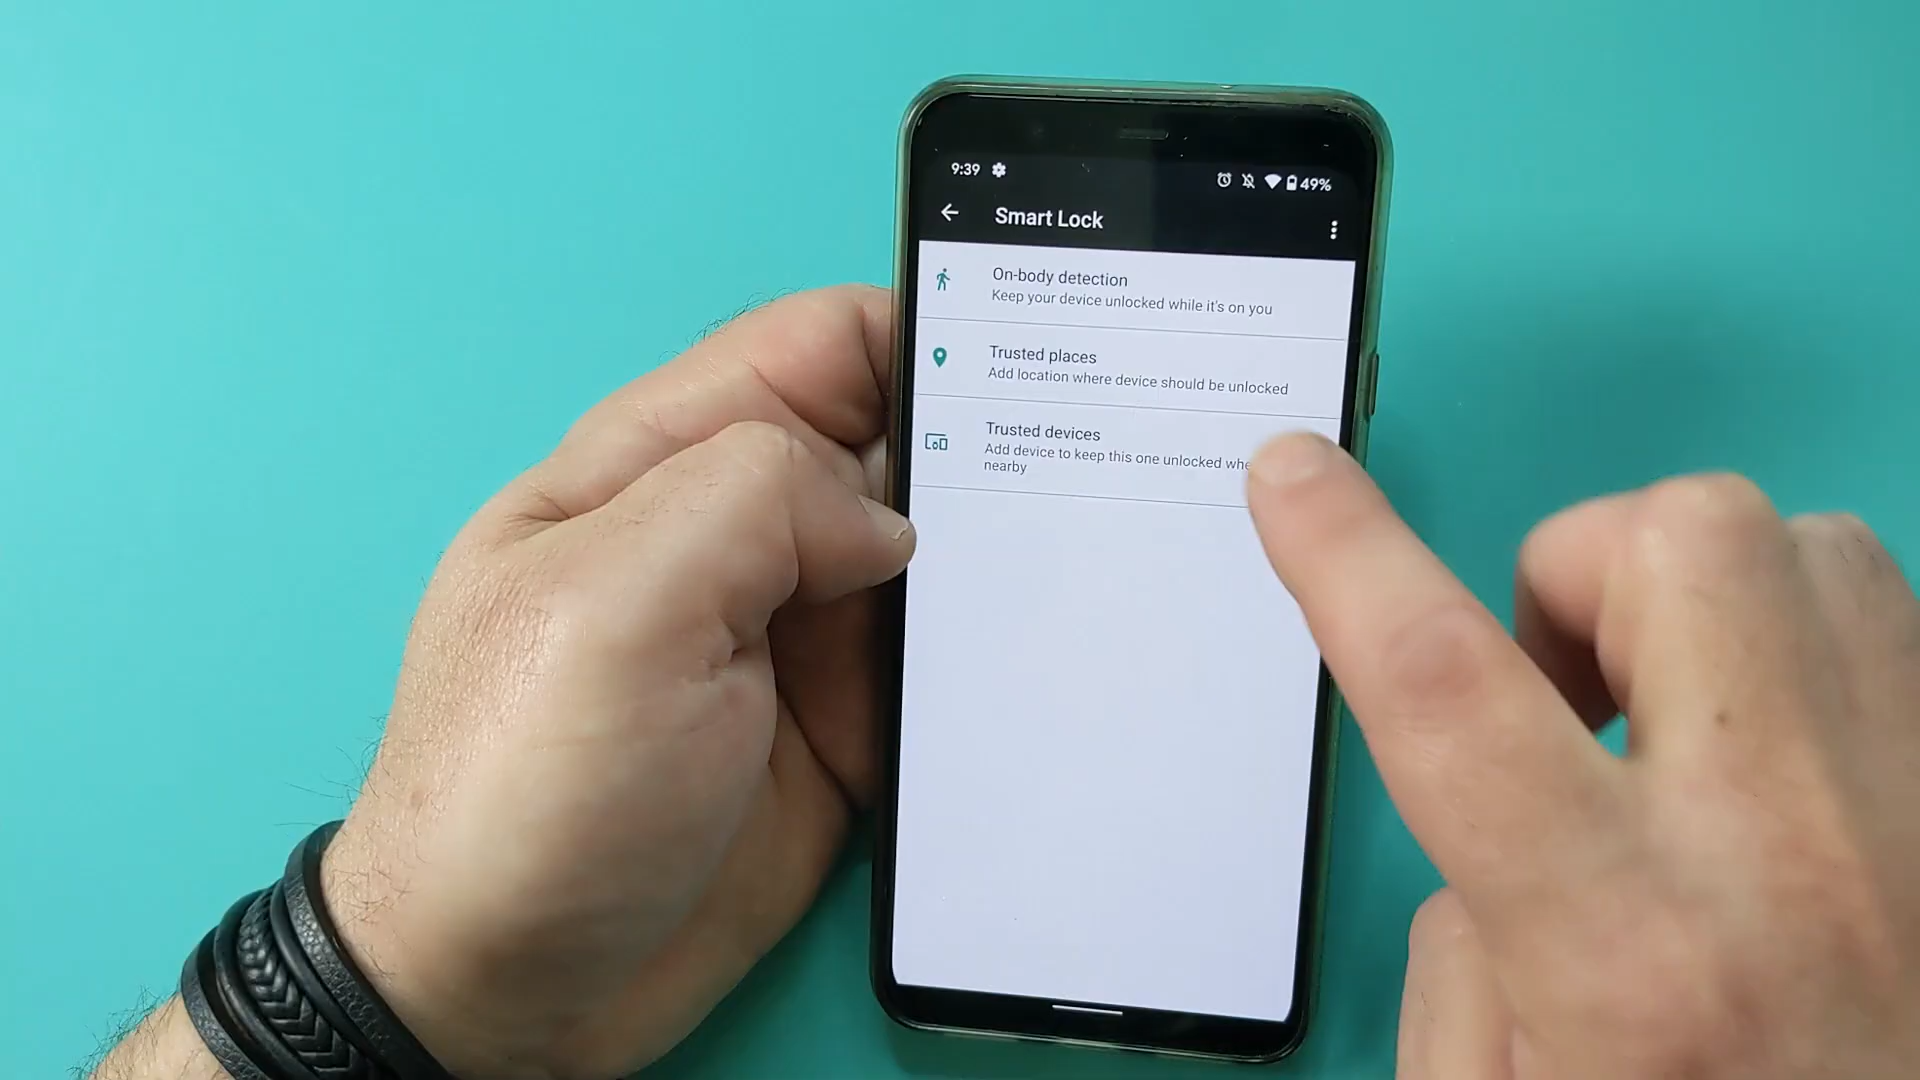 9:39
49%
Smart Lock
On-body detection
Keep your device unlocked while it's on you
Trusted places
Add location where device should be unlocked
Trusted devices
Add device to keep this one unlocked whe
nearby